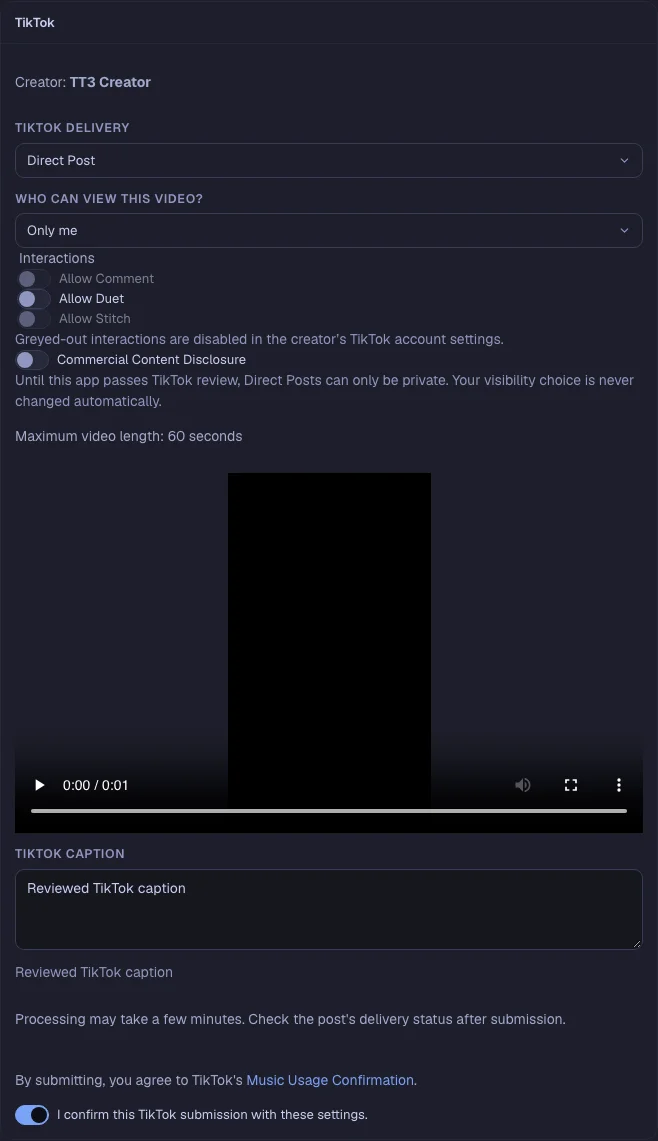 TikTok
Creator: TT3 Creator
TIKTOK DELIVERY
Direct Post
WHO CAN VIEW THIS VIDEO?
Only me
Interactions
Allow Comment
Allow Duet
Allow Stitch
Greyed-out interactions are disabled in the creator’s TikTok account settings.
Commercial Content Disclosure
Until this app passes TikTok review, Direct Posts can only be private. Your visibility choice is never
changed automatically.
Maximum video length: 60 seconds
0:00 / 0:01
TIKTOK CAPTION
Reviewed TikTok caption
Reviewed TikTok caption
Processing may take a few minutes. Check the post's delivery status after submission.
By submitting, you agree to TikTok's Music Usage Confirmation.
I confirm this TikTok submission with these settings.